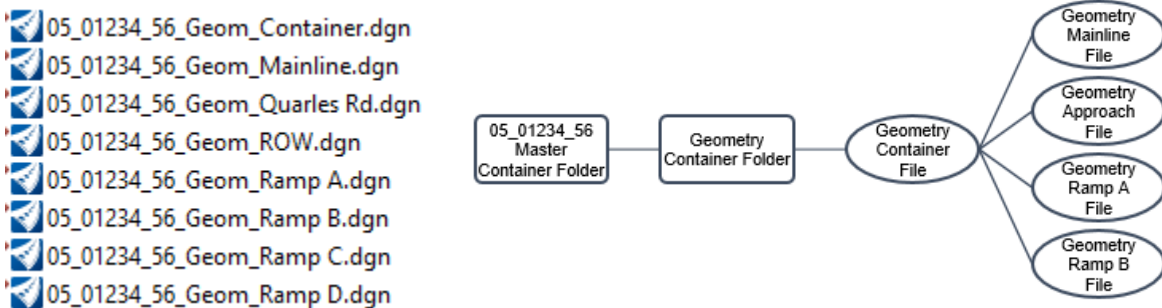 05_01234_56_Geom_Container.dgn
05_01234_56_Geom_Mainline.dgn
05_01234_56_Geom_Quarles Rd.dgn
05_01234_56_Geom_ROW.dgn
05_01234_56_Geom_Ramp A.dgn
05_01234_56_Geom_Ramp B.dgn
05_01234_56_Geom_Ramp C.dgn
05_01234_56_Geom_Ramp D.dgn
05_01234_56
Master
Container Folder
Geometry
Container Folder
Geometry
Container
File
Geometry
Mainline
File
Geometry
Approach
File
Geometry
Ramp A
File
Geometry
Ramp B
File